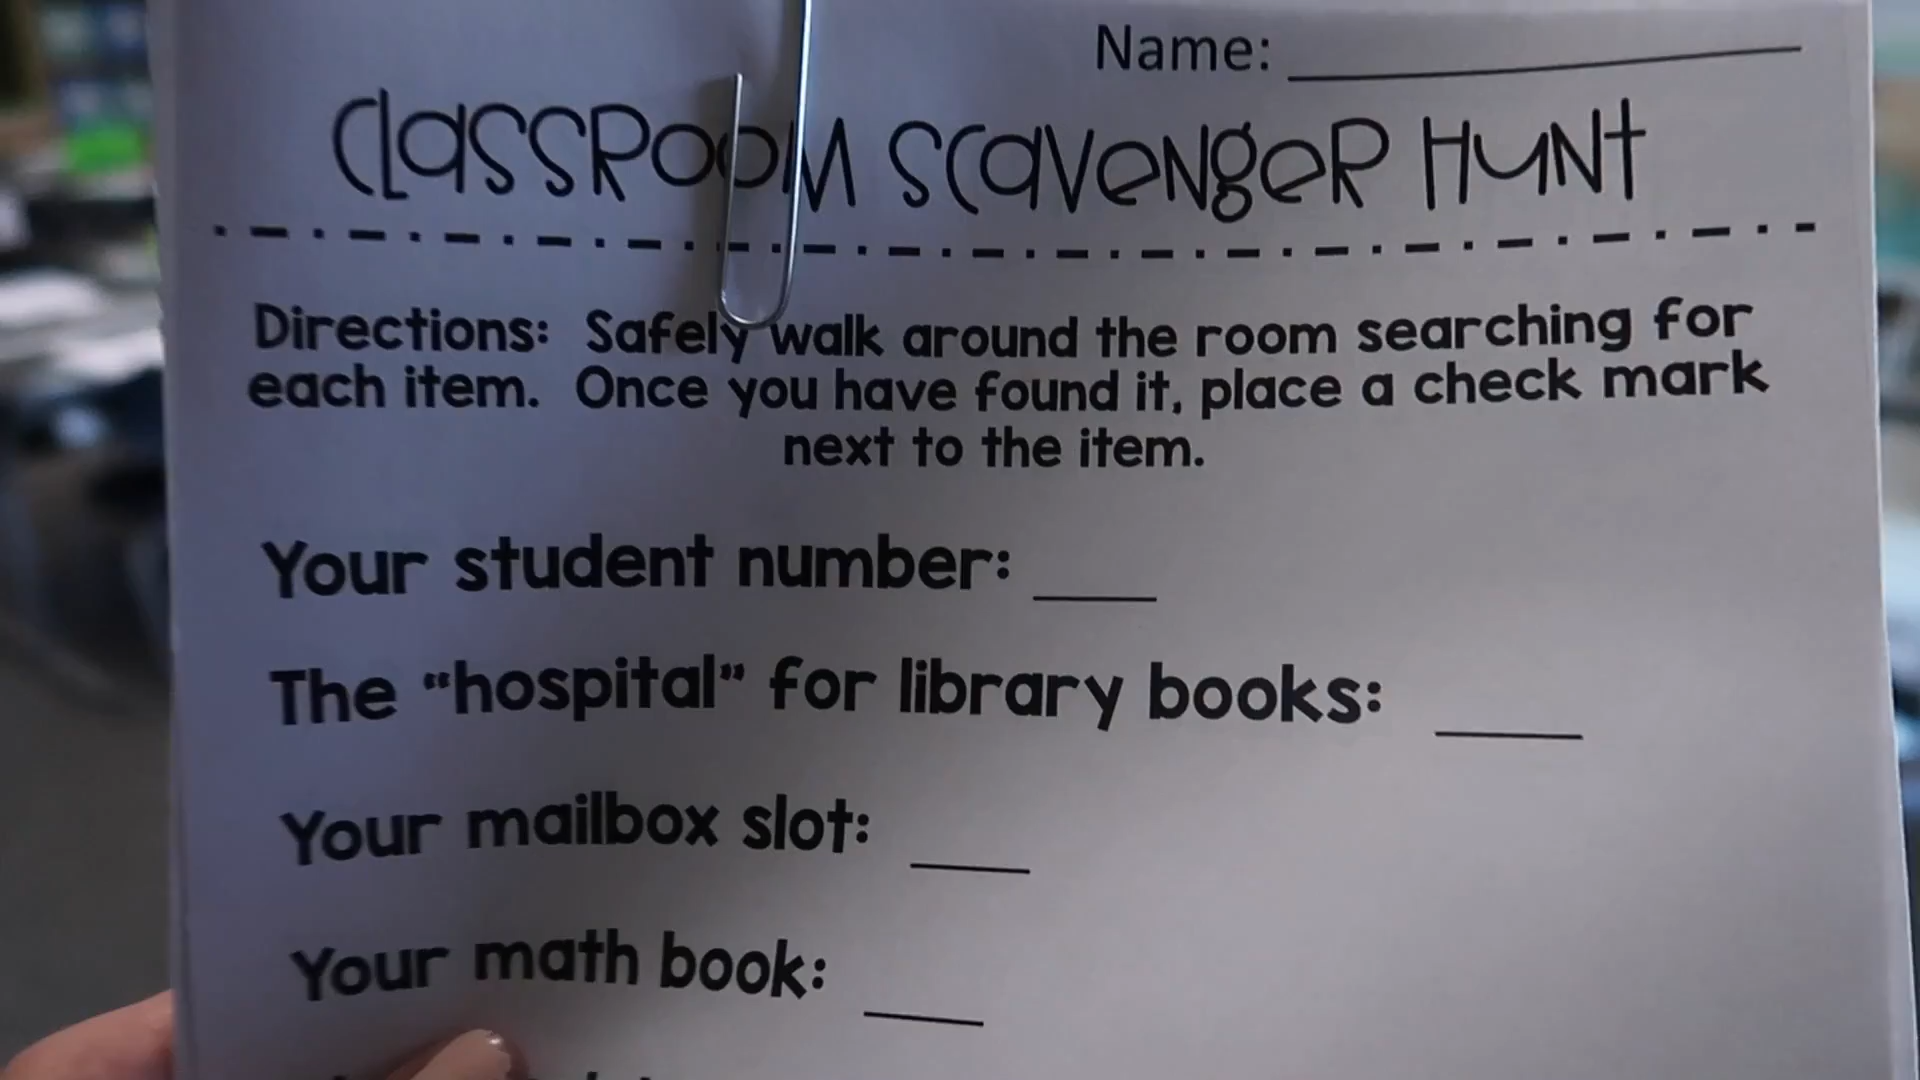 Name:
Classroom Scavenger Hunt
Directions: Safely walk around the room searching for
each item. Once you have found it, place a check mark
next to the item.
Your student number:
The “hospital” for library books:
Your mailbox slot:
Your math book: